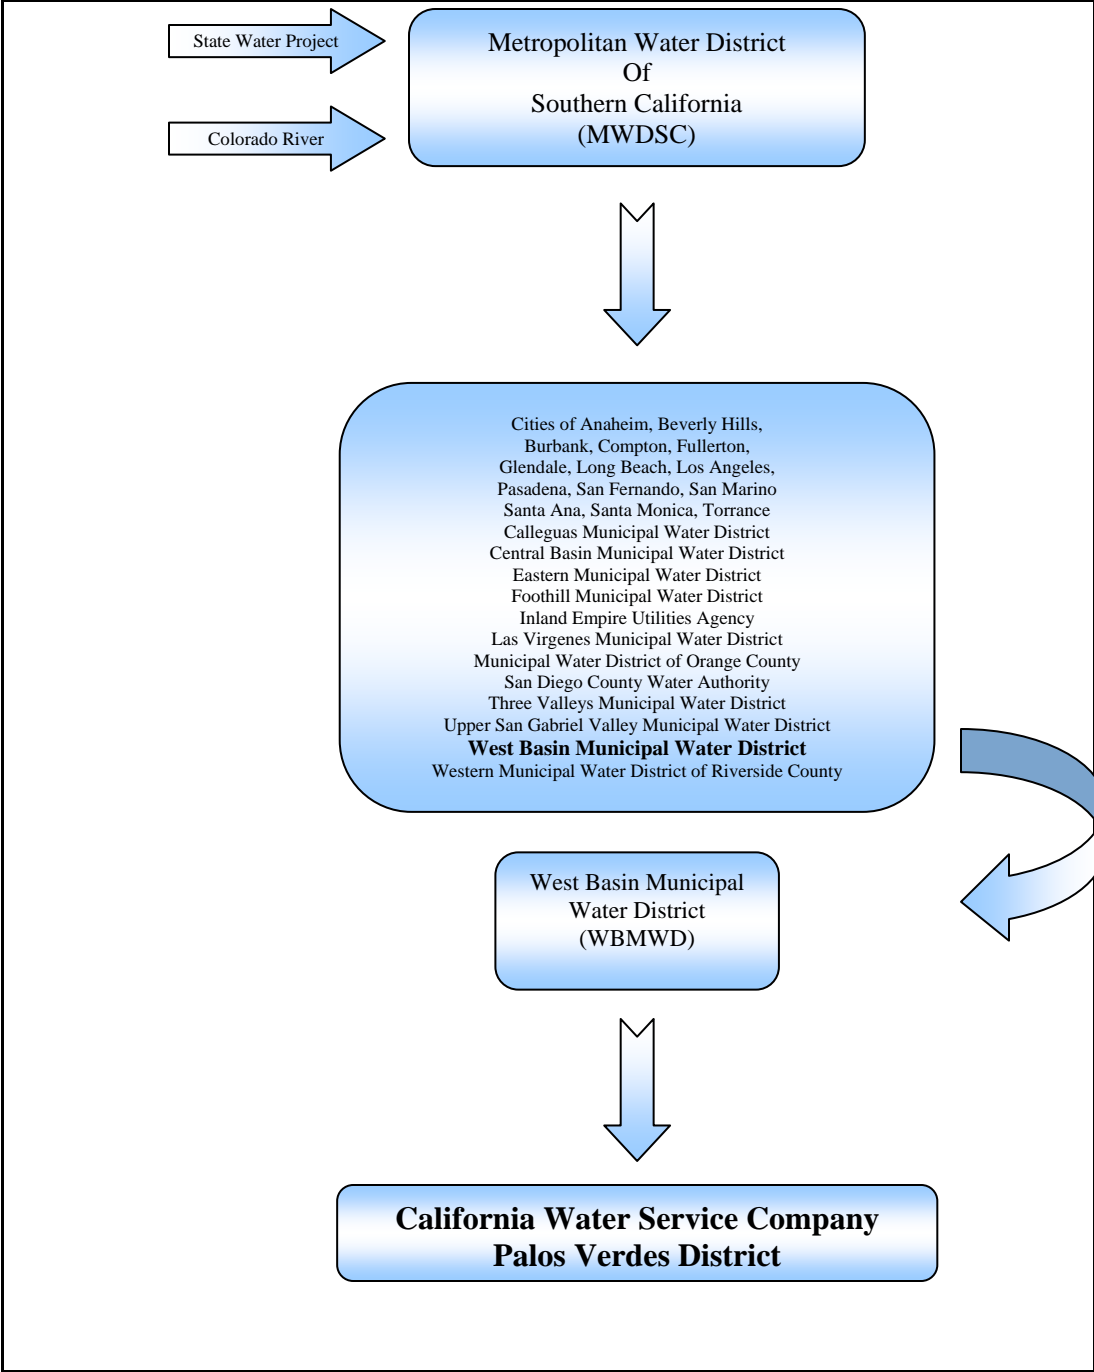 State Water Project
Colorado River
Metropolitan Water District
Of
Southern California
(MWDSC)
Cities of Anaheim, Beverly Hills,
Burbank, Compton, Fullerton,
Glendale, Long Beach, Los Angeles,
Pasadena, San Fernando, San Marino
Santa Ana, Santa Monica, Torrance
Calleguas Municipal Water District
Central Basin Municipal Water District
Eastern Municipal Water District
Foothill Municipal Water District
Inland Empire Utilities Agency
Las Virgenes Municipal Water District
Municipal Water District of Orange County
San Diego County Water Authority
Three Valleys Municipal Water District
Upper San Gabriel Valley Municipal Water District
West Basin Municipal Water District
Western Municipal Water District of Riverside County
West Basin Municipal
Water District
(WBMWD)
California Water Service Company
Palos Verdes District